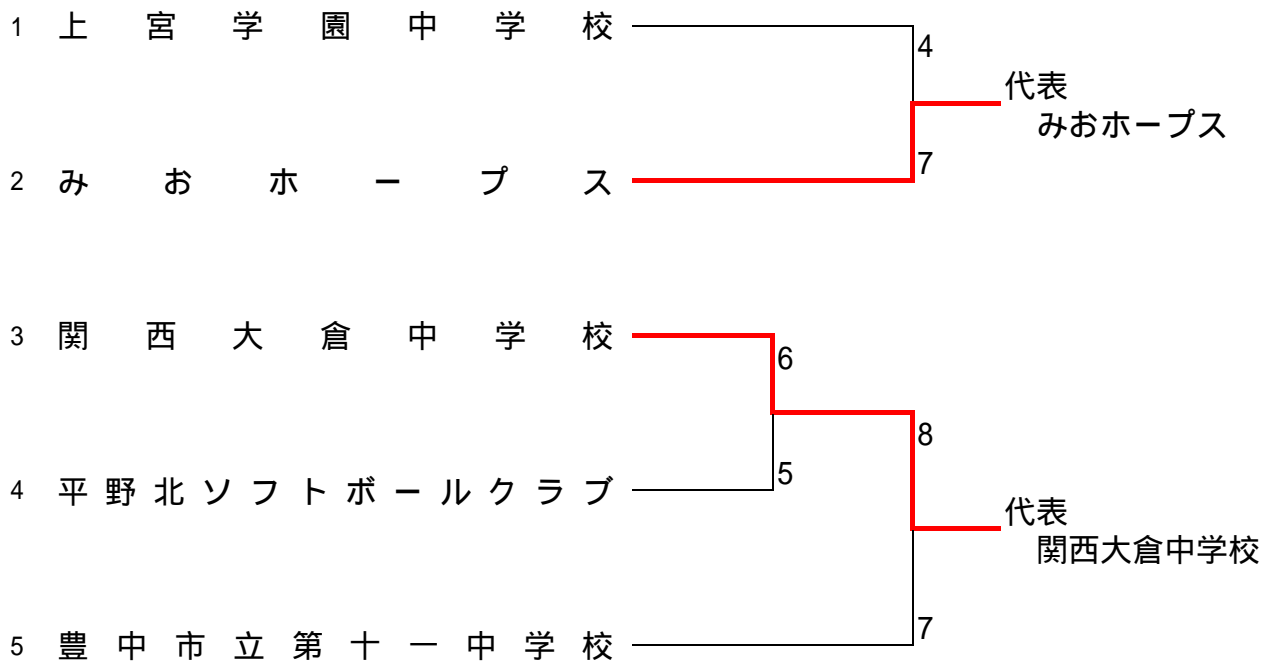 1 上宮学園中学校
4
代表
みおホープス
7
2 みおホープス
3 関西大倉中学校
6
8
5
4 平野北ソフトボールクラブ
代表
関西大倉中学校
7
5 豊中市立第十一中学校